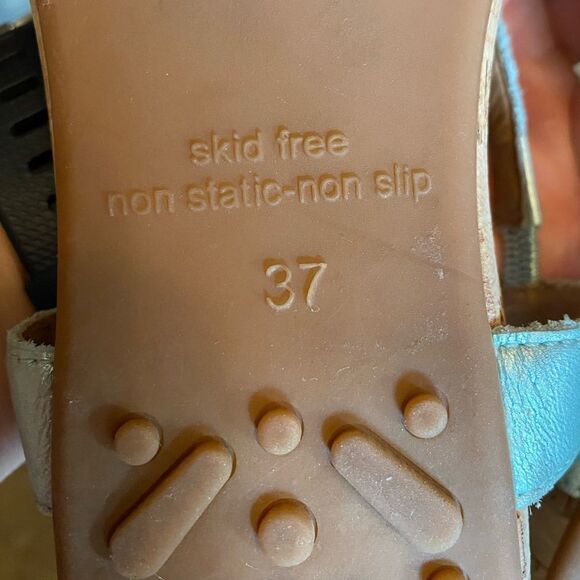 skid free
non static-non slip
37